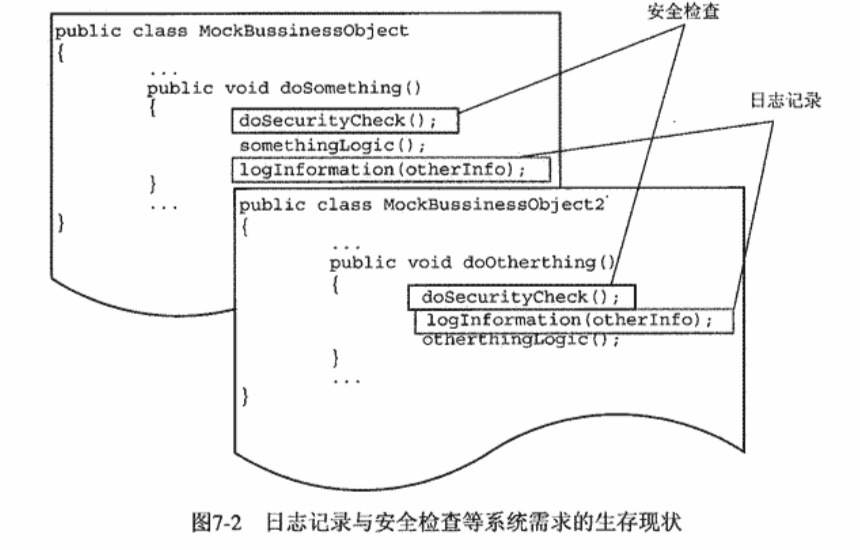 安全检查
日志记录
public class MockBussinessObject
{
...
public void doSomething()
{
doSecurityCheck();
somethingLogic();
logInformation(otherInfo);
}
...
}
public class MockBussinessObject2
{
...
public void doOtherthing()
{
doSecurityCheck();
logInformation(otherInfo);
otherthingLogic();
}
...
}
图7-2 日志记录与安全检查等系统需求的生存现状